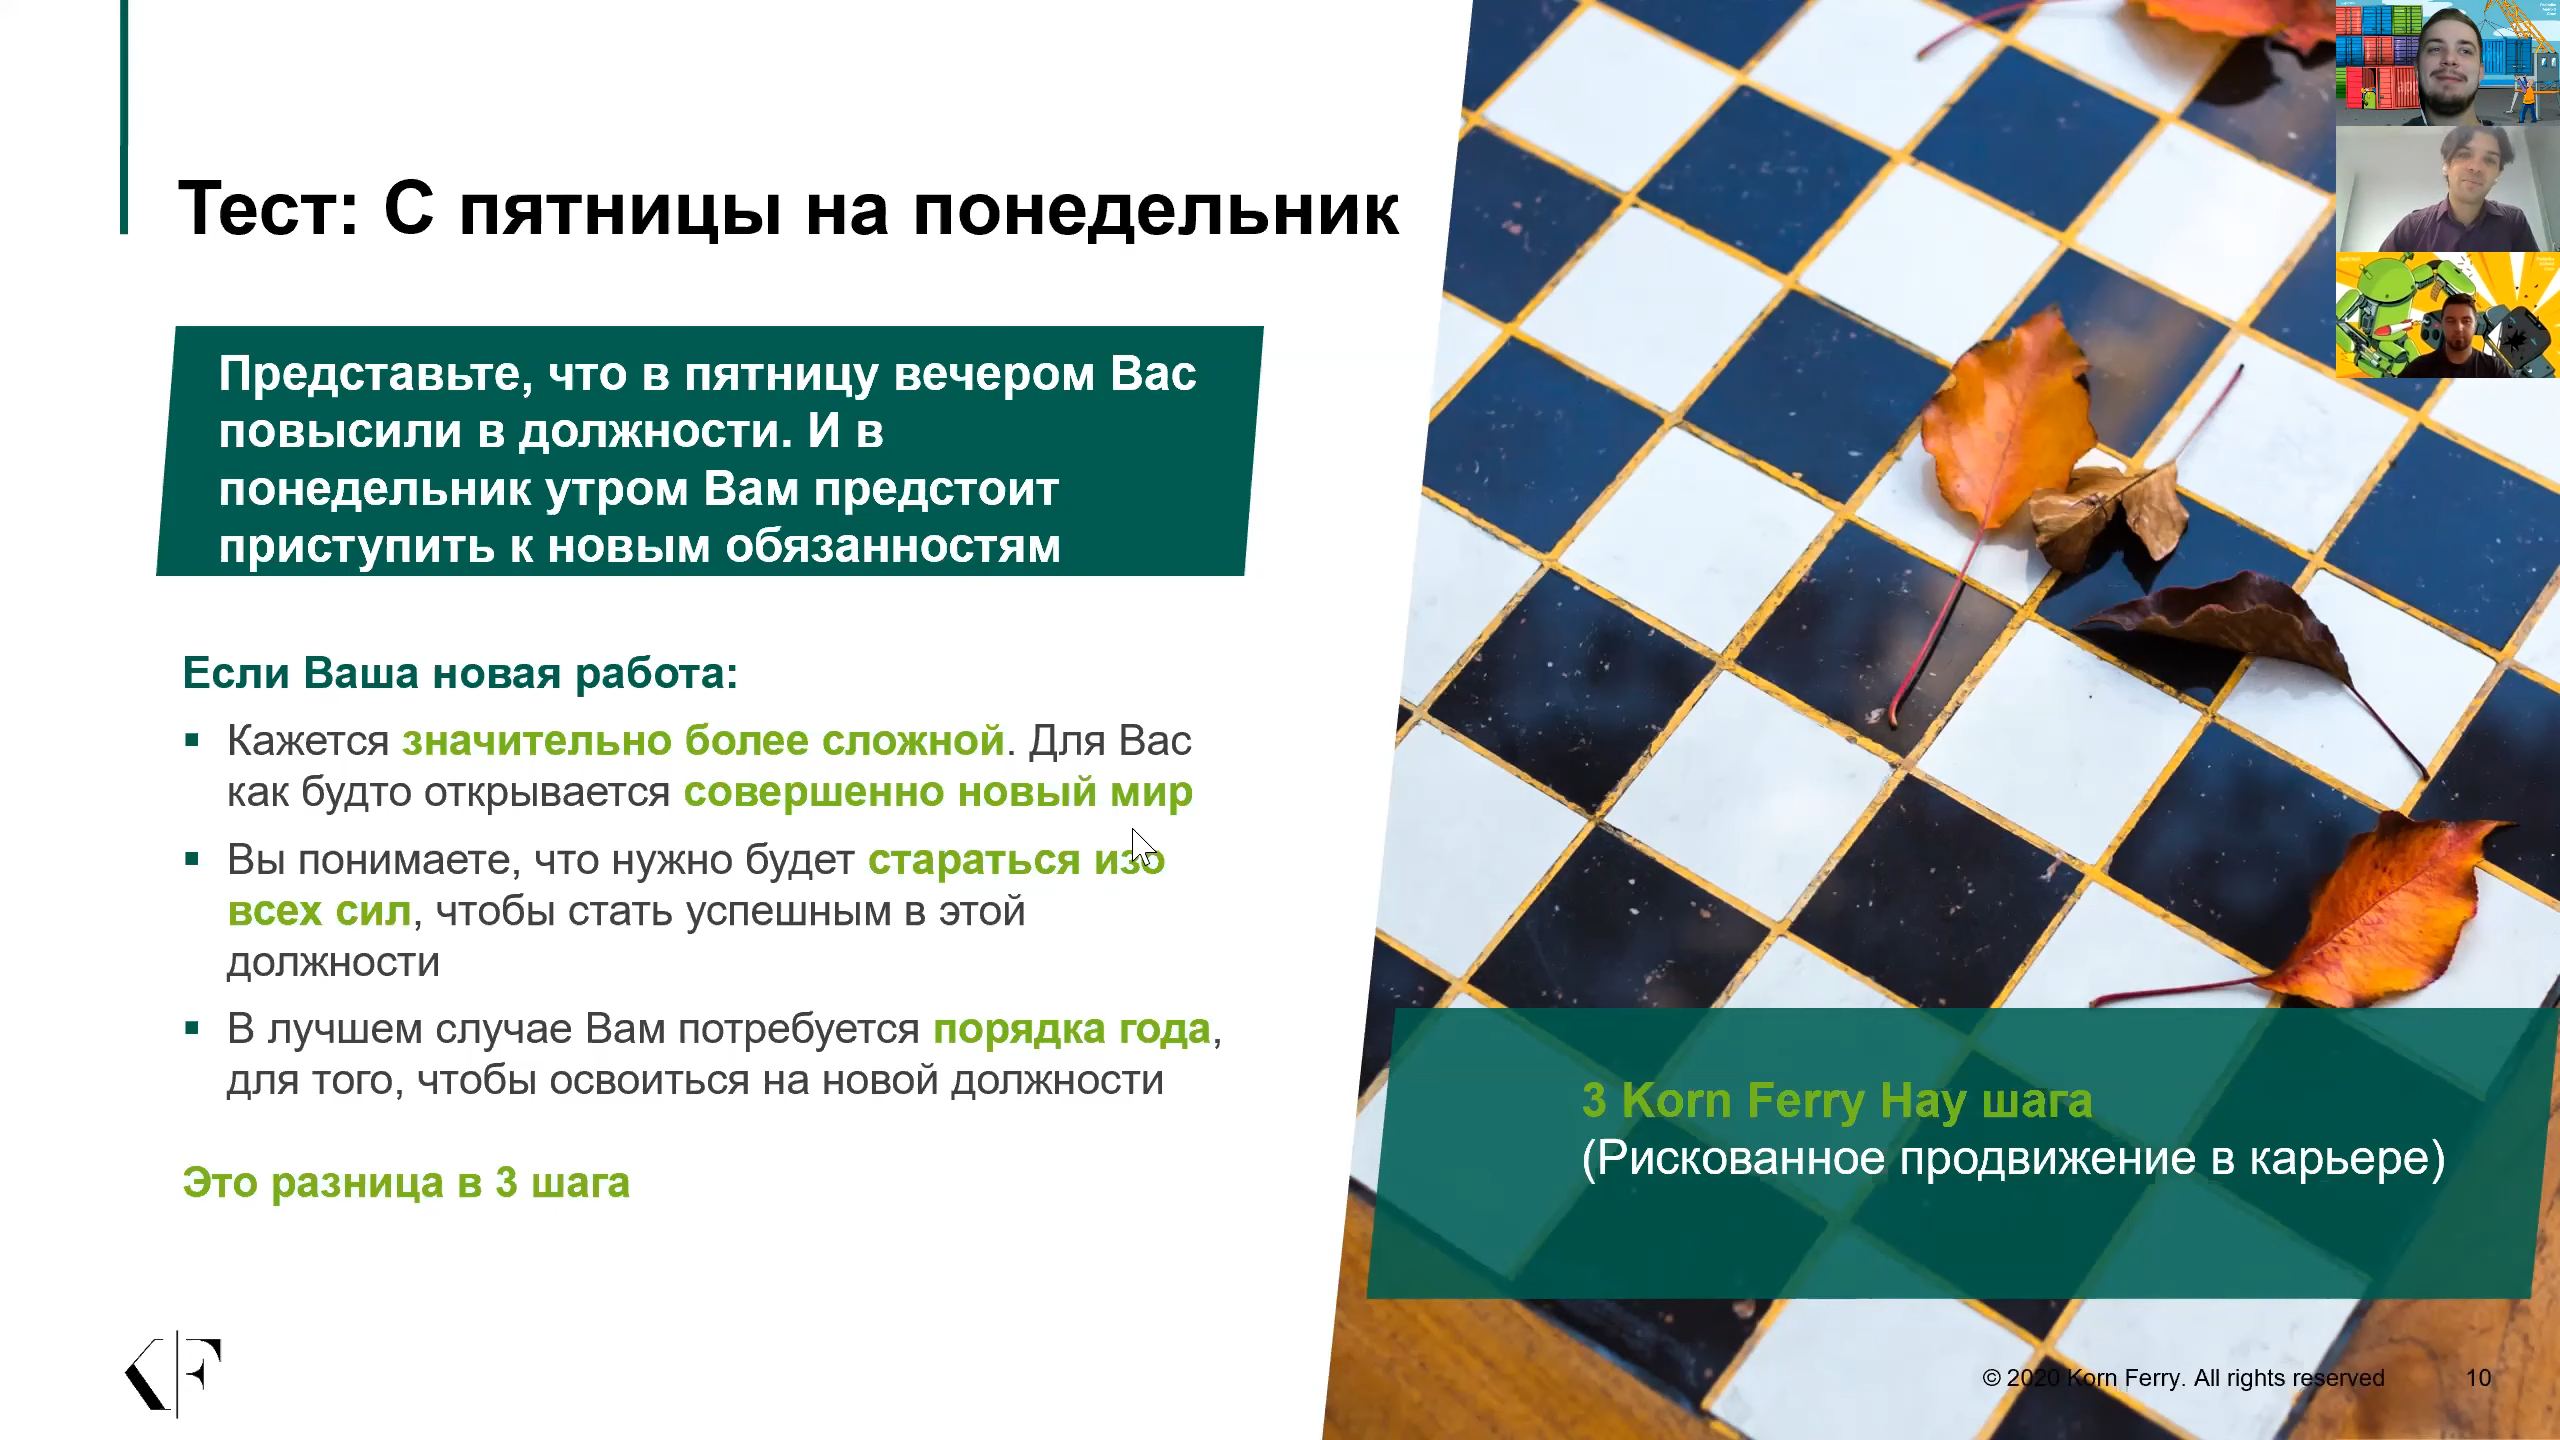 Тест: С пятницы на понедельник
Представьте, что в пятницу вечером Вас
повысили в должности. И в
понедельник утром Вам предстоит
приступить к новым обязанностям
Если Ваша новая работа:
▪ Кажется значительно более сложной. Для Вас
как будто открывается совершенно новый мир
▪ Вы понимаете, что нужно будет стараться изо
всех сил, чтобы стать успешным в этой
должности
▪ В лучшем случае Вам потребуется порядка года,
для того, чтобы освоиться на новой должности
Это разница в 3 шага
3 Korn Ferry Hay шага
(Рискованное продвижение в карьере)
KF
© 2020 Korn Ferry. All rights reserved
10